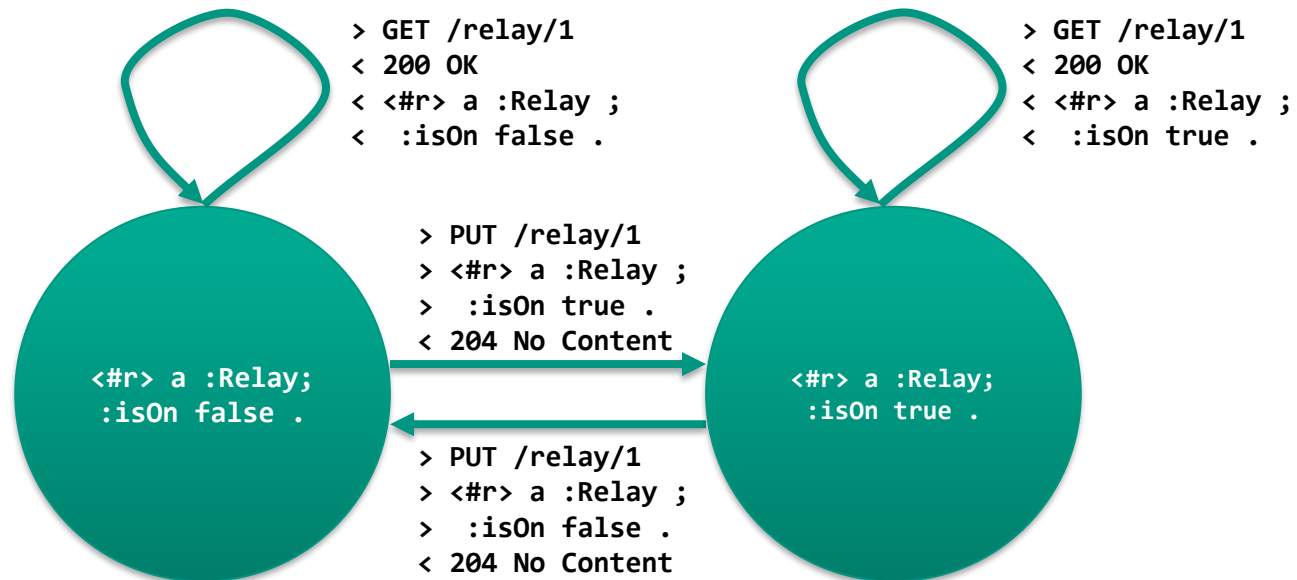 > GET /relay/1
< 200 OK
< <#r> a :Relay ;
<  :isOn false .
> GET /relay/1
< 200 OK
< <#r> a :Relay ;
<  :isOn true .
> PUT /relay/1
> <#r> a :Relay ;
>  :isOn true .
< 204 No Content
<#r> a :Relay;
:isOn false .
<#r> a :Relay;
:isOn true .
> PUT /relay/1
> <#r> a :Relay ;
>  :isOn false .
< 204 No Content